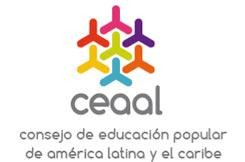 ceaal
consejo de educación popular
de américa latina y el caribe